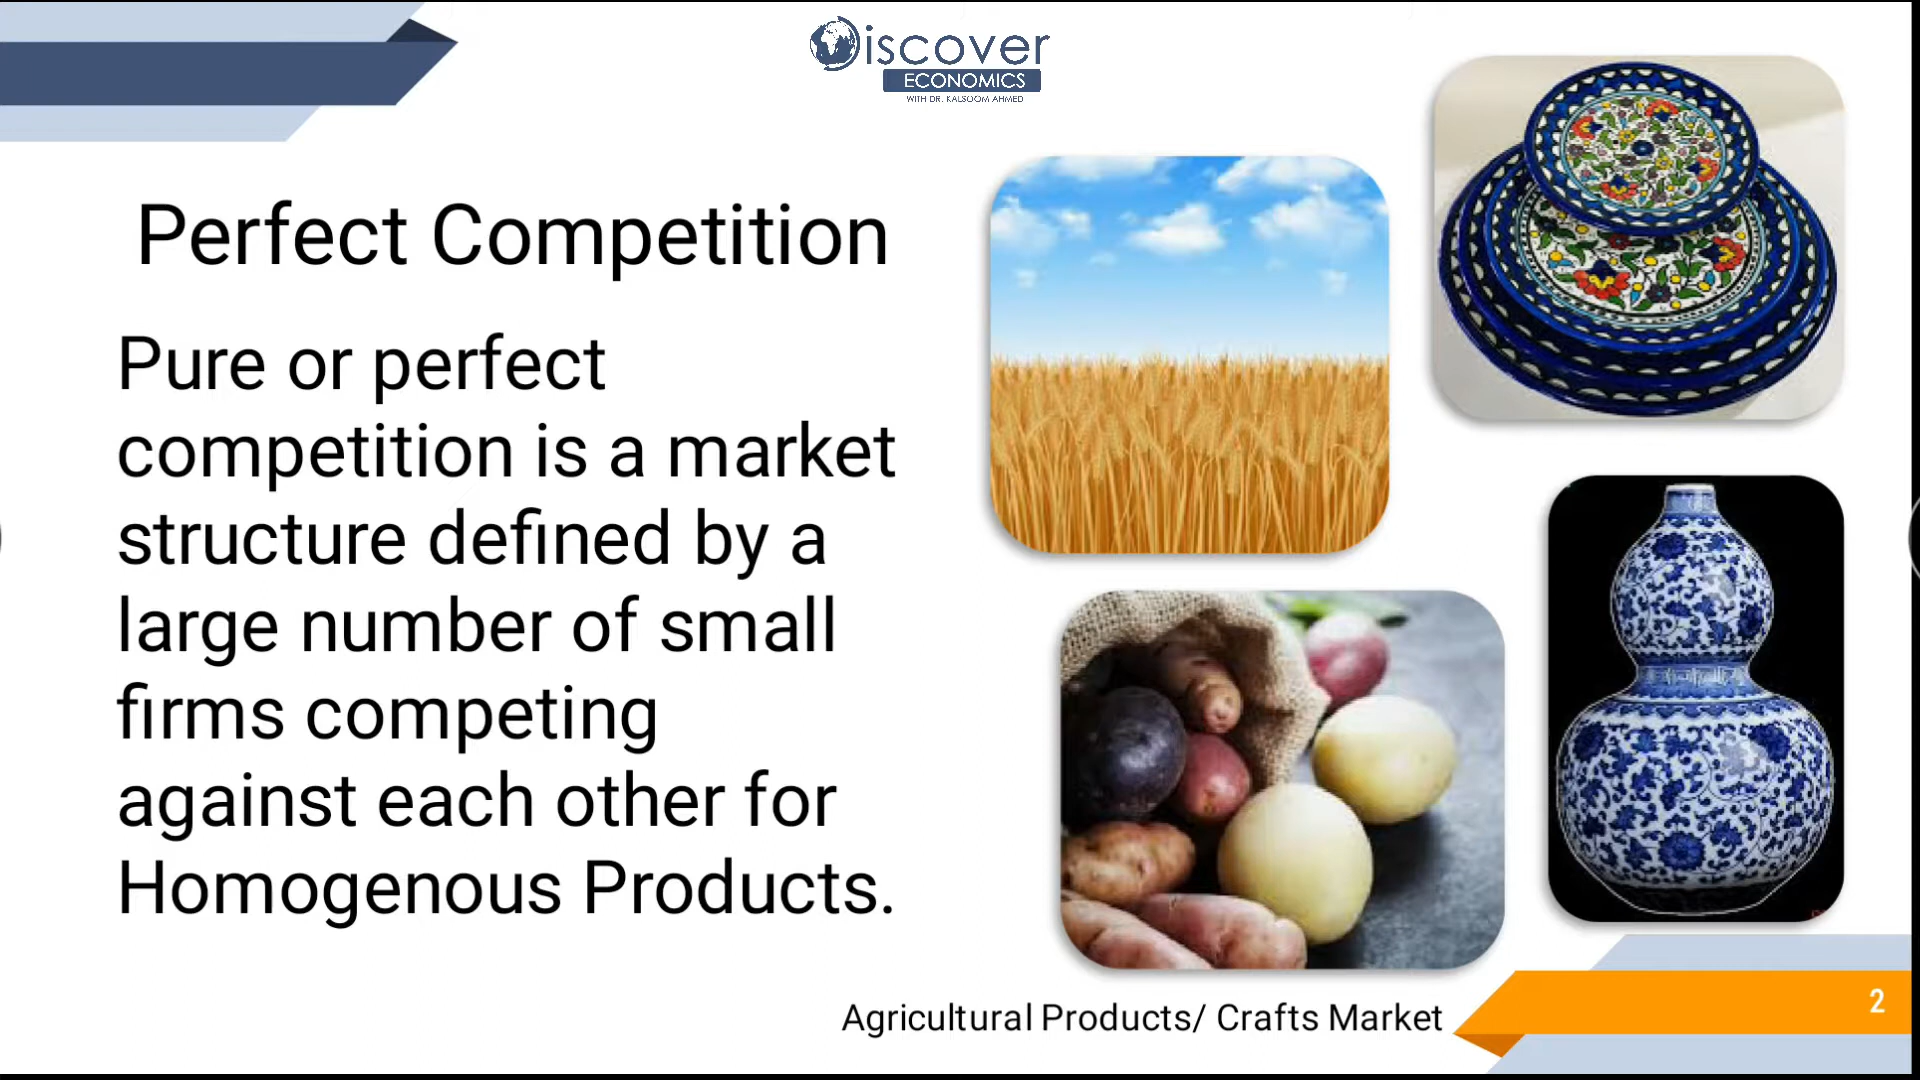 Discover
ECONOMICS
WITH DR. KALSOOM AHMED
Perfect Competition
Pure or perfect
competition is a market
structure defined by a
large number of small
firms competing
against each other for
Homogenous Products.
Agricultural Products/ Crafts Market
2